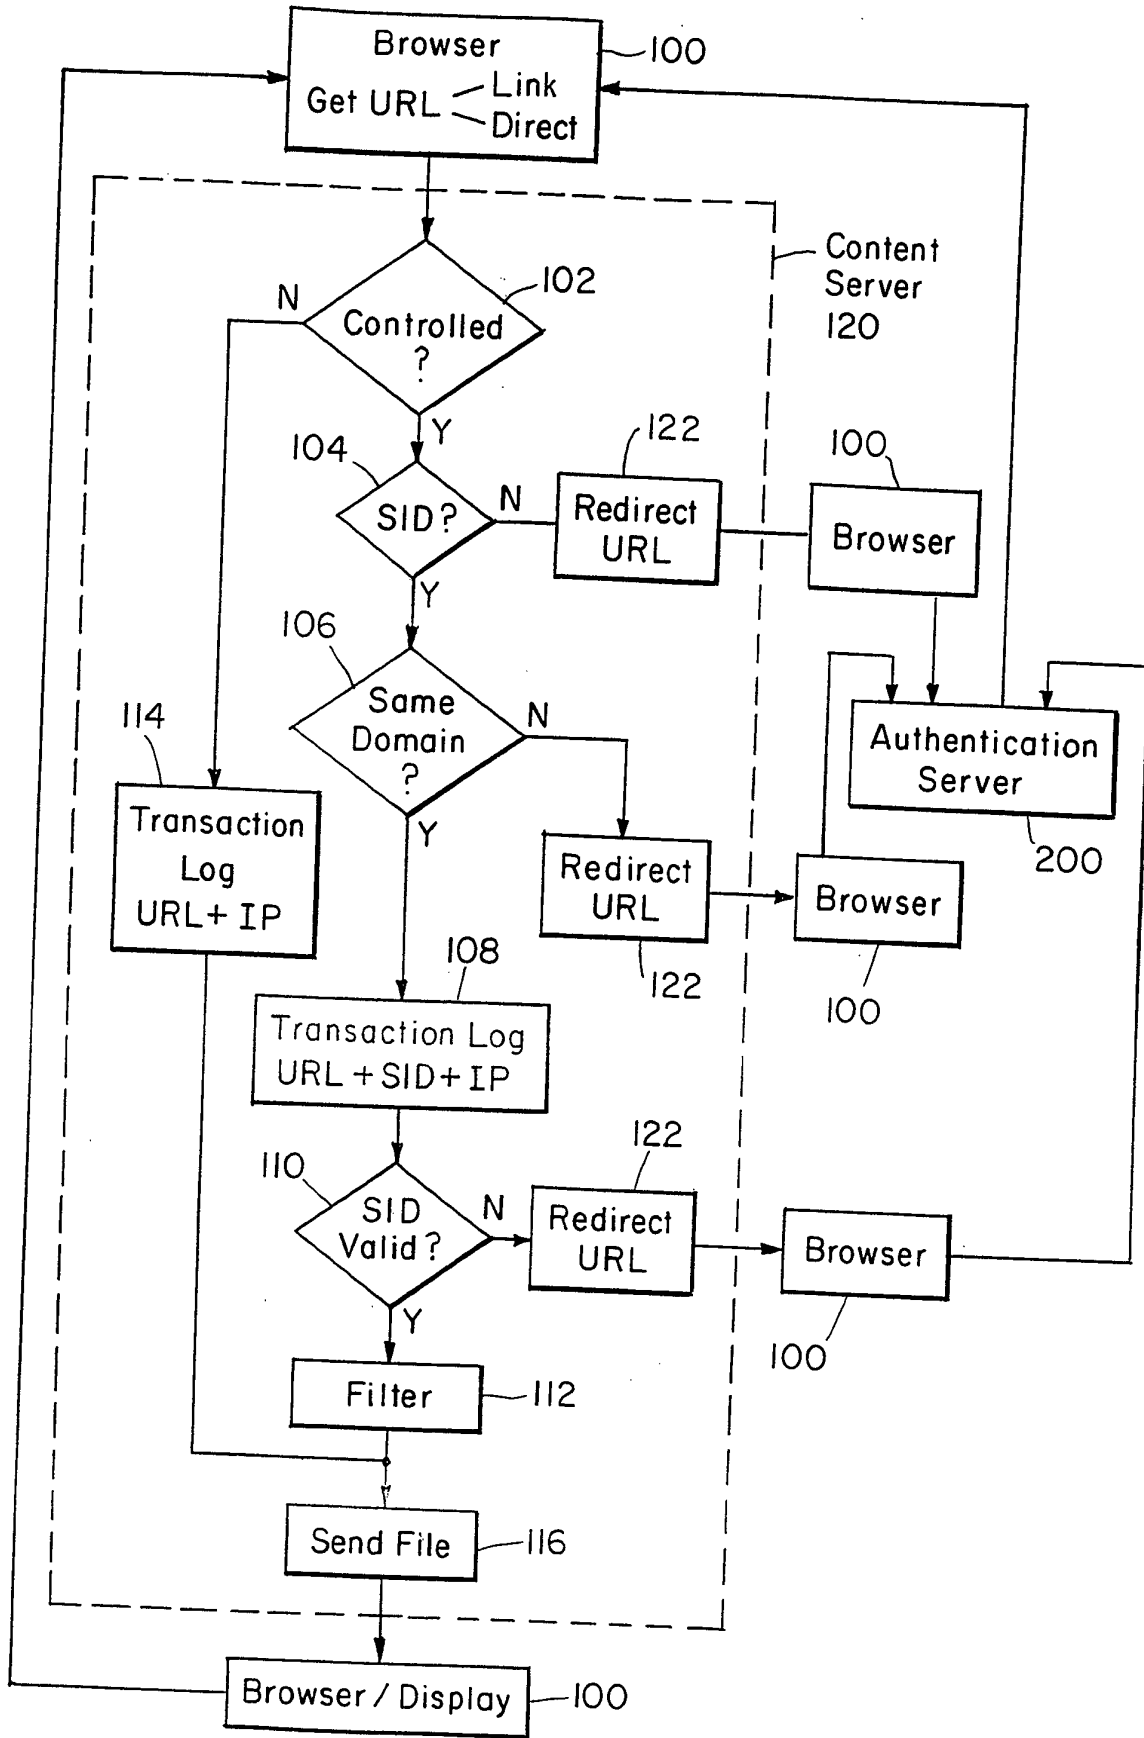 Browser
100
Get URL
Link
Direct
Content
Server
120
102
N
Controlled
?
Y
104
SID?
N
122
Redirect
URL
100
Browser
Y
106
Same
Domain
?
N
114
Transaction
Log
URL + IP
Y
Authentication
Server
200
Redirect
URL
122
Browser
100
108
Transaction Log
URL + SID + IP
110
SID
Valid?
N
122
Redirect
URL
Browser
100
Y
Filter
112
Send File
116
Browser / Display
100